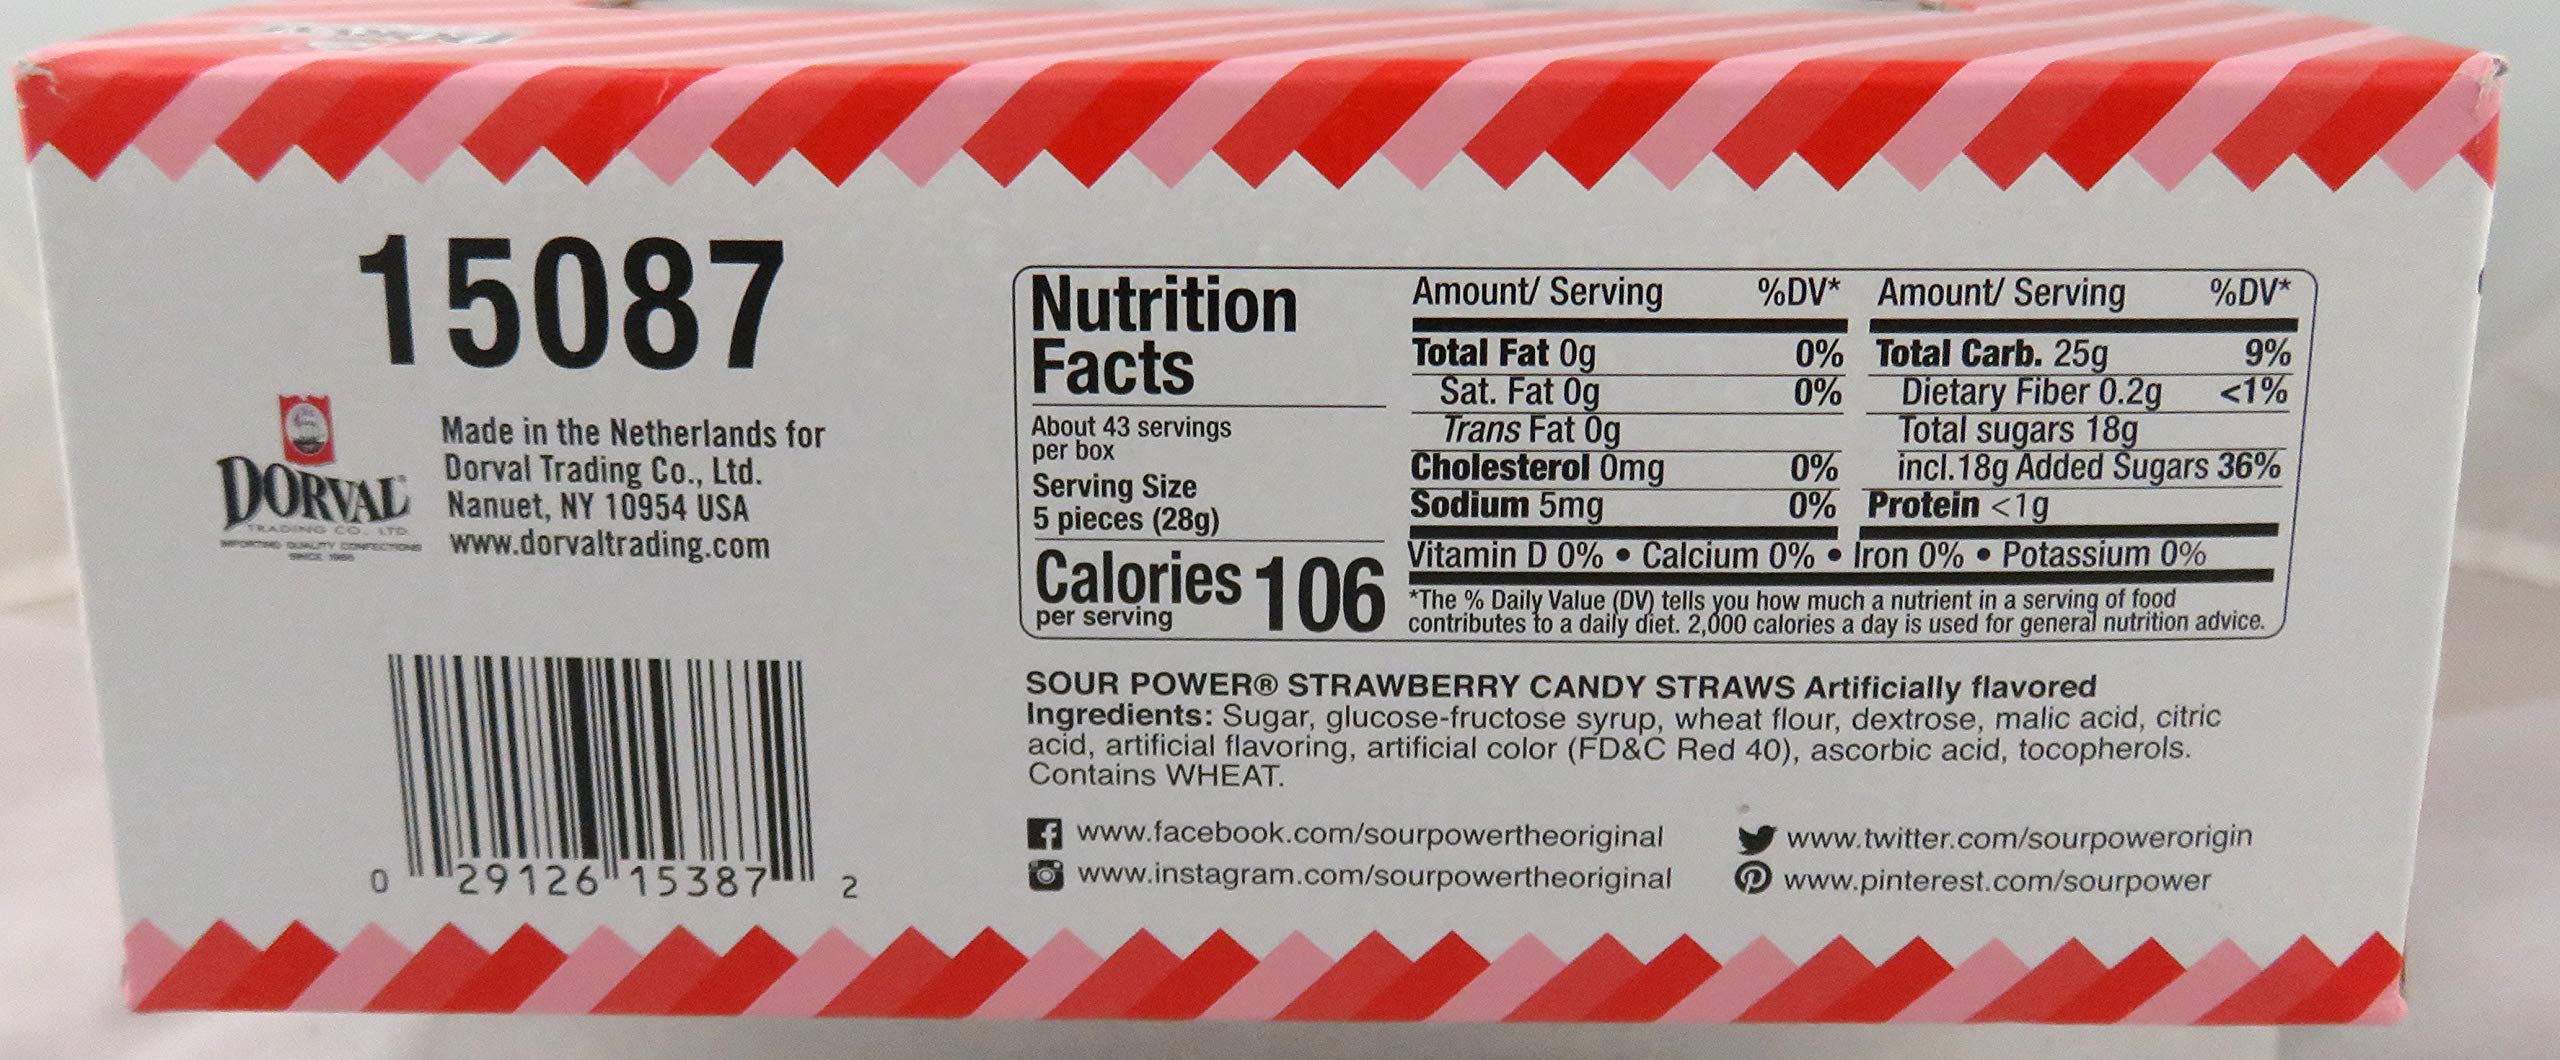 15087
DORVAL
TRADING CO., LTD.
IMPORTING QUALITY CONFECTIONS
SINCE
Made in the Netherlands for
Dorval Trading Co., Ltd.
Nanuet, NY 10954 USA
www.dorvaltrading.com
0 29126 15387 2
Nutrition
Facts
About 43 servings
per box
Serving Size
5 pieces (28g)
Calories 106
per serving
Amount/ Serving %DV*
Total Fat 0g 0%
Sat. Fat 0g 0%
Trans Fat 0g
Cholesterol 0mg 0%
Sodium 5mg 0%
Amount/ Serving %DV*
Total Carb. 25g 9%
Dietary Fiber 0.2g <1%
Total sugars 18g
incl.18g Added Sugars 36%
Protein <1g
Vitamin D 0% • Calcium 0% • Iron 0% • Potassium 0%
*The % Daily Value (DV) tells you how much a nutrient in a serving of food
contributes to a daily diet. 2,000 calories a day is used for general nutrition advice.
SOUR POWER® STRAWBERRY CANDY STRAWS Artificially flavored
Ingredients: Sugar, glucose-fructose syrup, wheat flour, dextrose, malic acid, citric
acid, artificial flavoring, artificial color (FD&C Red 40), ascorbic acid, tocopherols.
Contains WHEAT.
www.facebook.com/sourpowertheoriginal
www.twitter.com/sourpowerorigin
www.instagram.com/sourpowertheoriginal
www.pinterest.com/sourpower